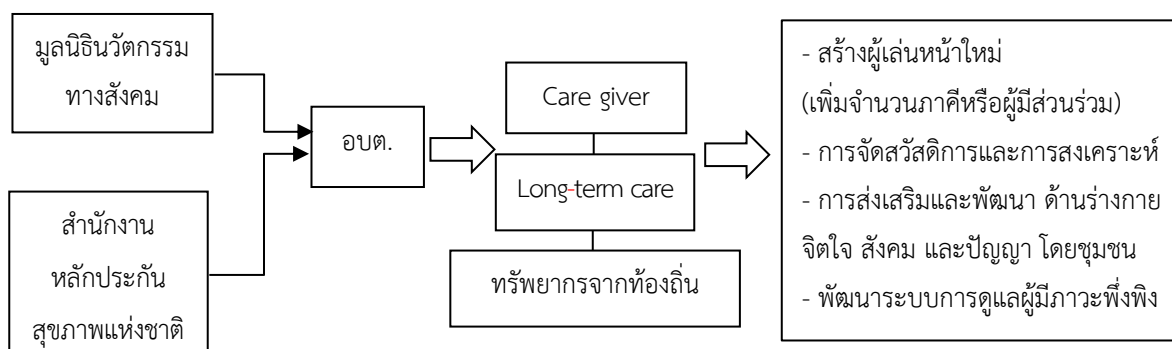 มูลนิธินวัตกรรม
ทางสังคม
สำนักงาน
หลักประกัน
สุขภาพแห่งชาติ
อบต.
Care giver
Long-term care
ทรัพยากรจากท้องถิ่น
- สร้างผู้เล่นหน้าใหม่
(เพิ่มจำนวนภาคีหรือผู้มีส่วนร่วม)
- การจัดสวัสดิการและการสงเคราะห์
- การส่งเสริมและพัฒนา ด้านร่างกาย
จิตใจ สังคม และปัญญา โดยชุมชน
- พัฒนาระบบการดูแลผู้มีภาวะพึ่งพิง